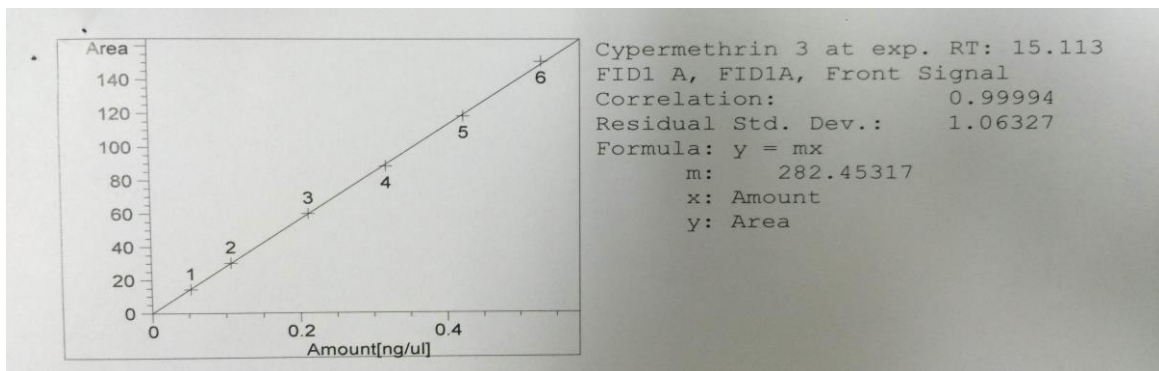 Area
140
120
100
80
60
40
20
0
1
2
3
4
5
6
0
0.2
0.4
Amount[ng/ul]
Cypermethrin 3 at exp. RT: 15.113
FID1 A, FID1A, Front Signal
Correlation: 0.99994
Residual Std. Dev.: 1.06327
Formula: y = mx
m: 282.45317
x: Amount
y: Area